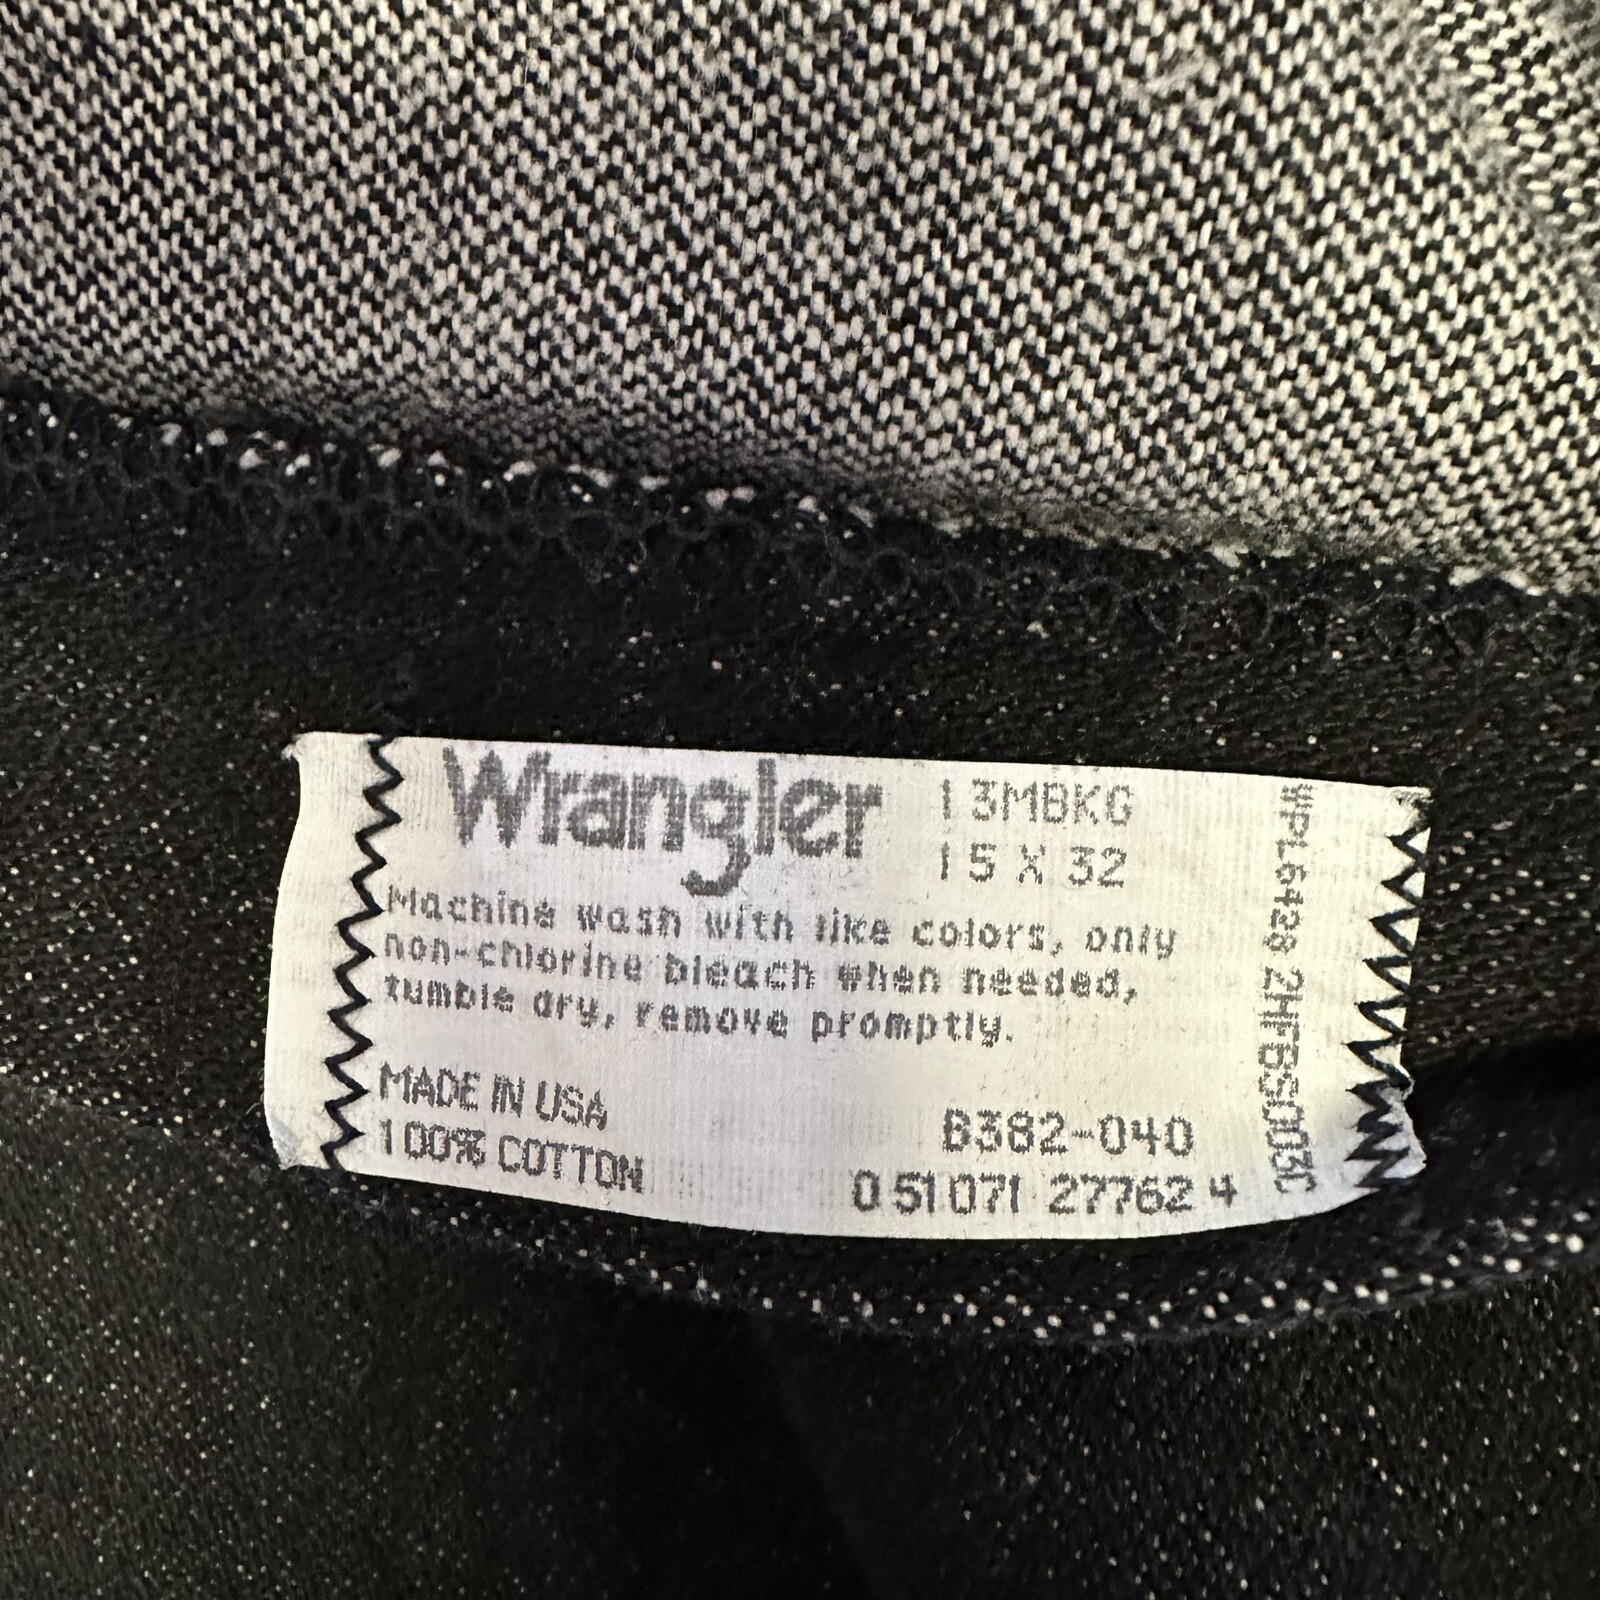 Wrangler
13MBKG
15 X 32
Machine wash with like colors, only
non-chlorine bleach when needed,
tumble dry, remove promptly.
MADE IN USA
100% COTTON
B382-040
0 51071 27762 4
WPL6428